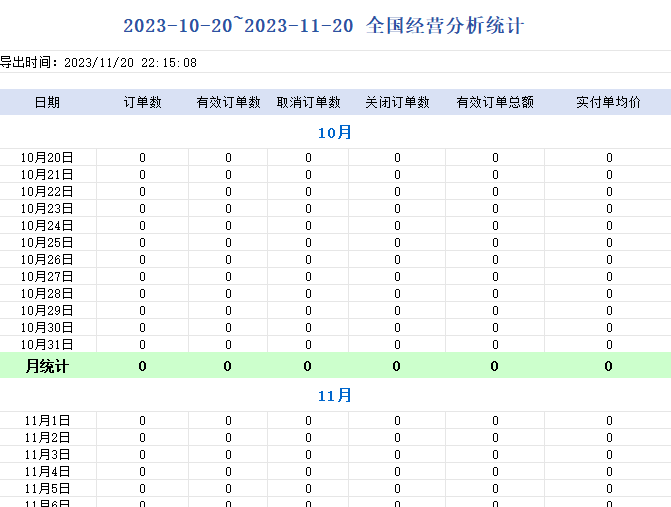 2023-10-20~2023-11-20 全国经营分析统计
导出时间：2023/11/20 22:15:08
日期 订单数 有效订单数 取消订单数 关闭订单数 有效订单总额 实付单均价
10月
10月20日 0 0 0 0 0 0
10月21日 0 0 0 0 0 0
10月22日 0 0 0 0 0 0
10月23日 0 0 0 0 0 0
10月24日 0 0 0 0 0 0
10月25日 0 0 0 0 0 0
10月26日 0 0 0 0 0 0
10月27日 0 0 0 0 0 0
10月28日 0 0 0 0 0 0
10月29日 0 0 0 0 0 0
10月30日 0 0 0 0 0 0
10月31日 0 0 0 0 0 0
月统计 0 0 0 0 0 0
11月
11月1日 0 0 0 0 0 0
11月2日 0 0 0 0 0 0
11月3日 0 0 0 0 0 0
11月4日 0 0 0 0 0 0
11月5日 0 0 0 0 0 0
11月6日 0 0 0 0 0 0